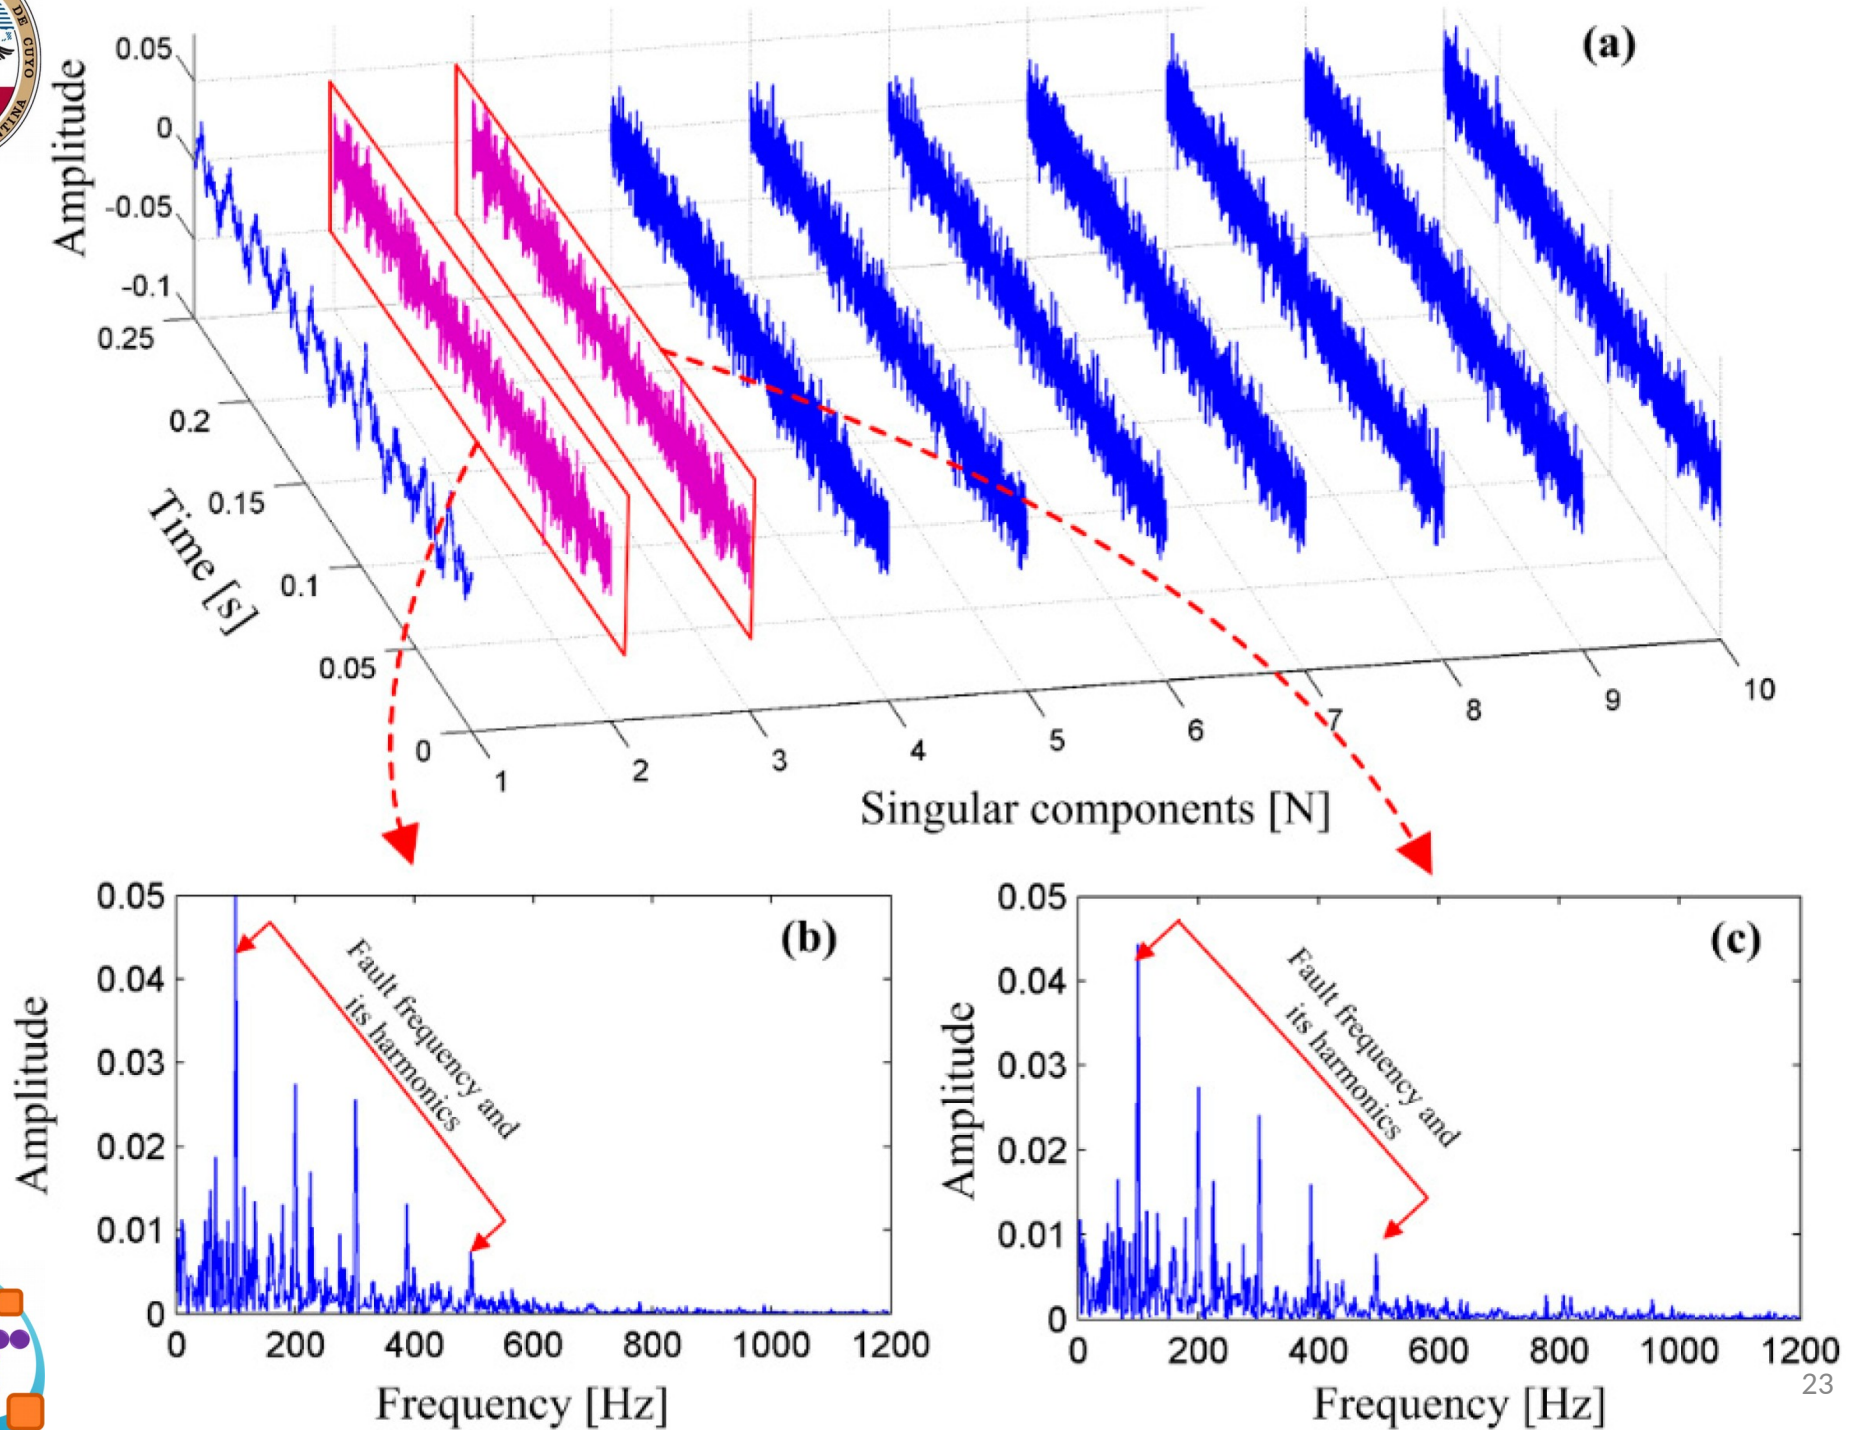 DE CUYO
NTINA
(a)
Amplitude
0.05
0
-0.05
-0.1
0.25
0.2
0.15
0.1
0.05
0
Time [s]
1
2
3
4
5
6
7
8
9
10
Singular components [N]
(b)
Amplitude
0.05
0.04
0.03
0.02
0.01
0
Fault frequency and
its harmonics
0
200
400
600
800
1000
1200
Frequency [Hz]
(c)
Amplitude
0.05
0.04
0.03
0.02
0.01
0
Fault frequency and
its harmonics
0
200
400
600
800
1000
1200
Frequency [Hz]
23